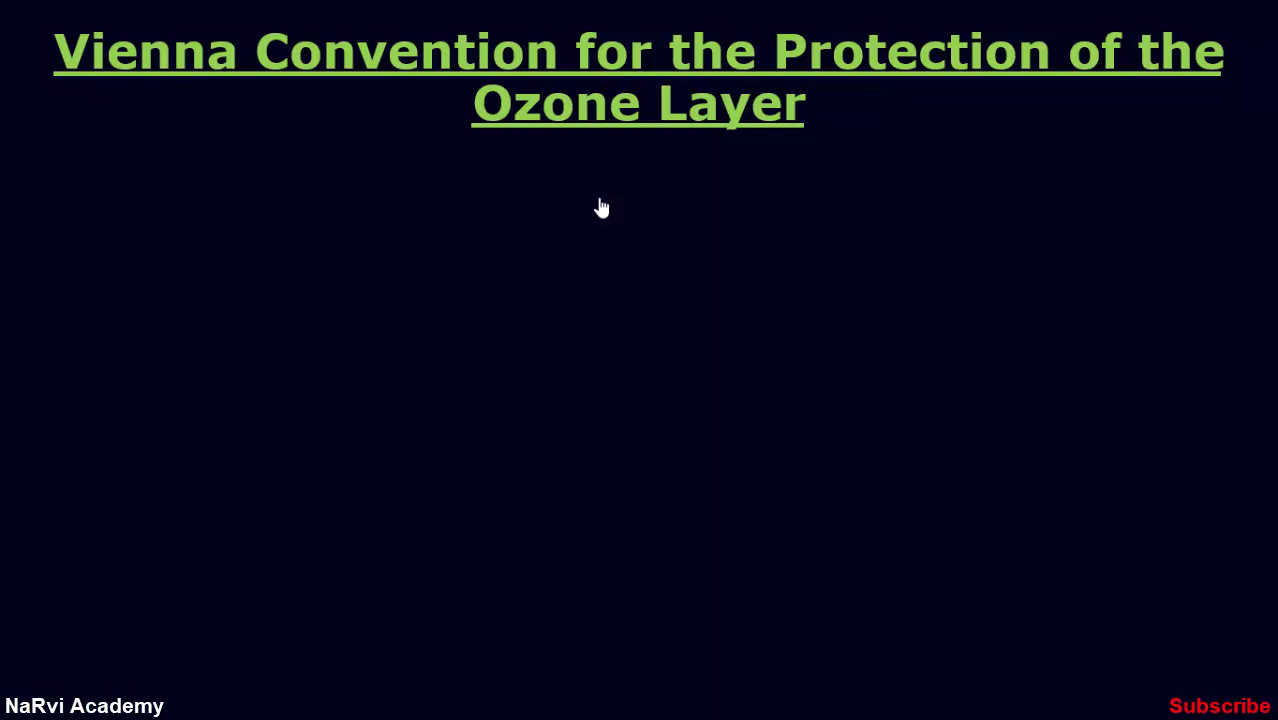 Vienna Convention for the Protection of the
Ozone Layer
NaRvi Academy
Subscribe